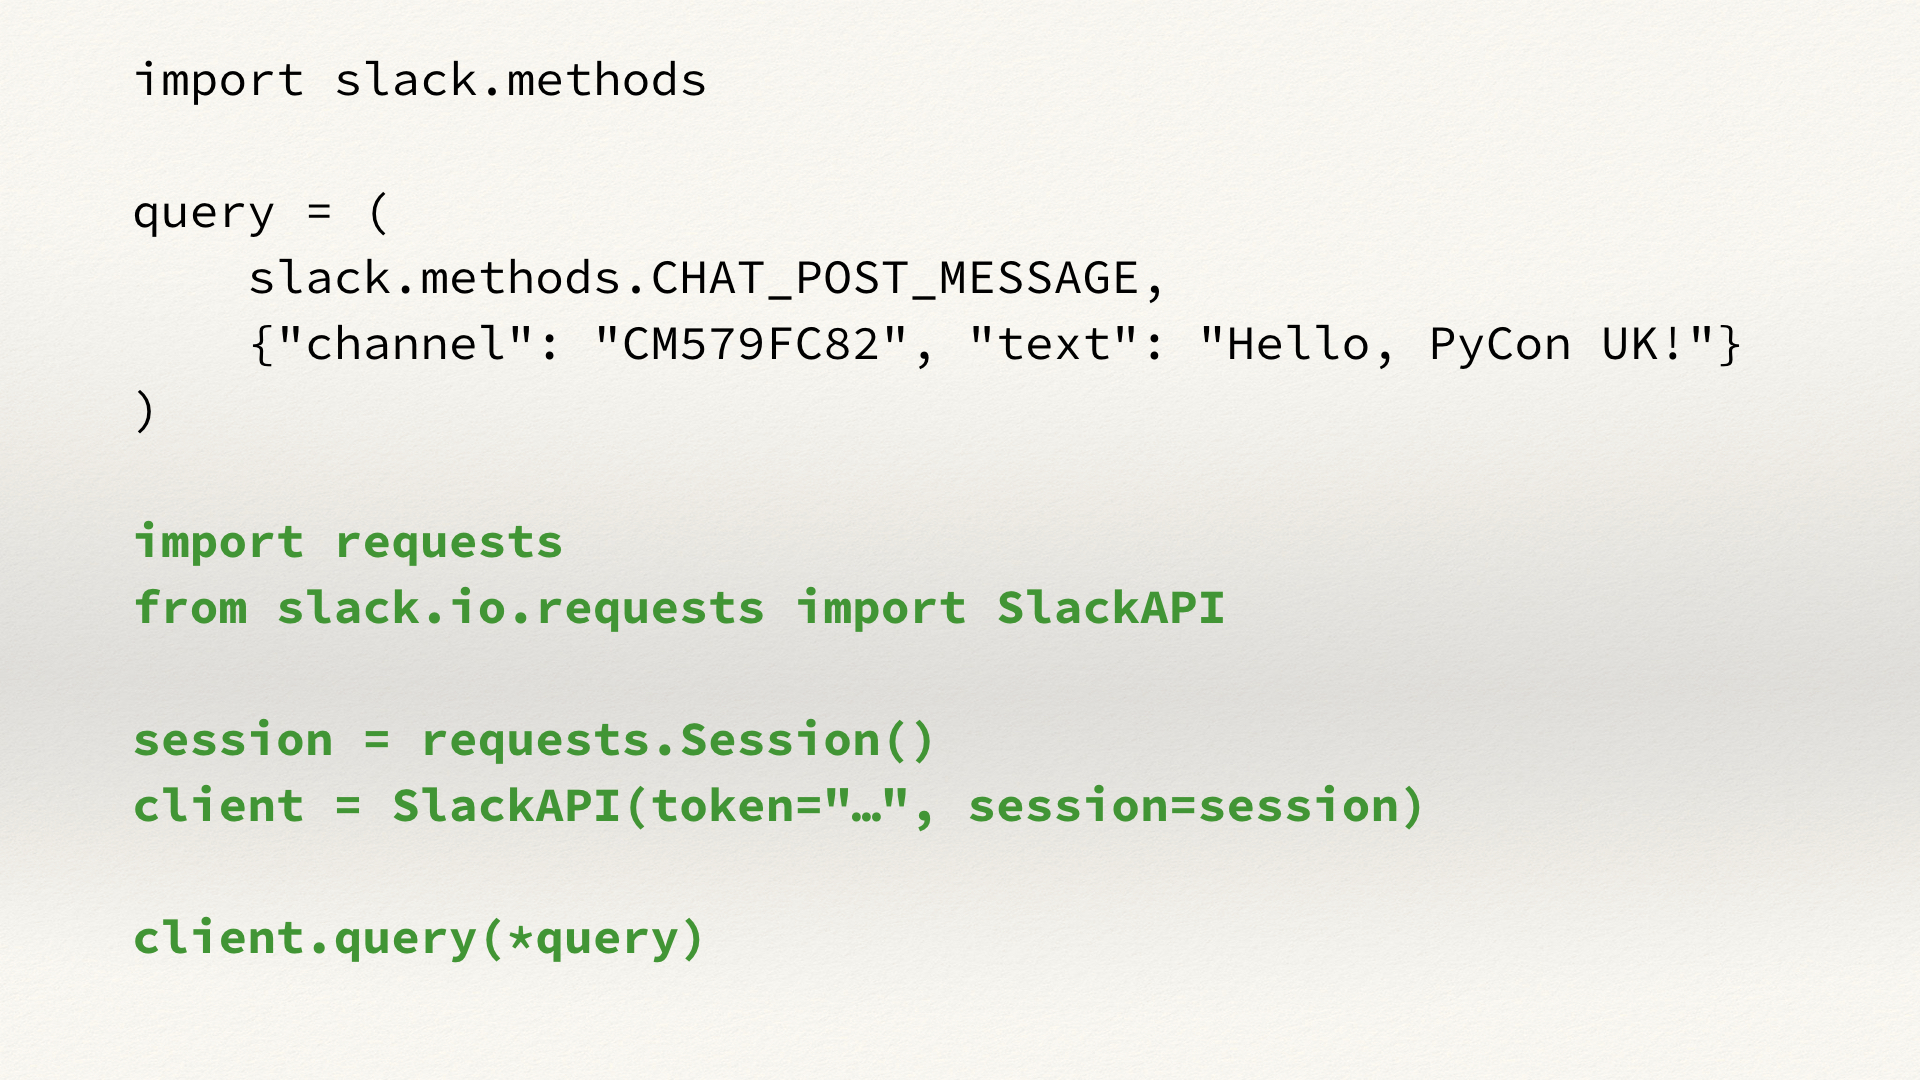 import slack.methods

query = (
    slack.methods.CHAT_POST_MESSAGE,
    {"channel": "CM579FC82", "text": "Hello, PyCon UK!"}
)

import requests
from slack.io.requests import SlackAPI

session = requests.Session()
client = SlackAPI(token="…", session=session)

client.query(*query)